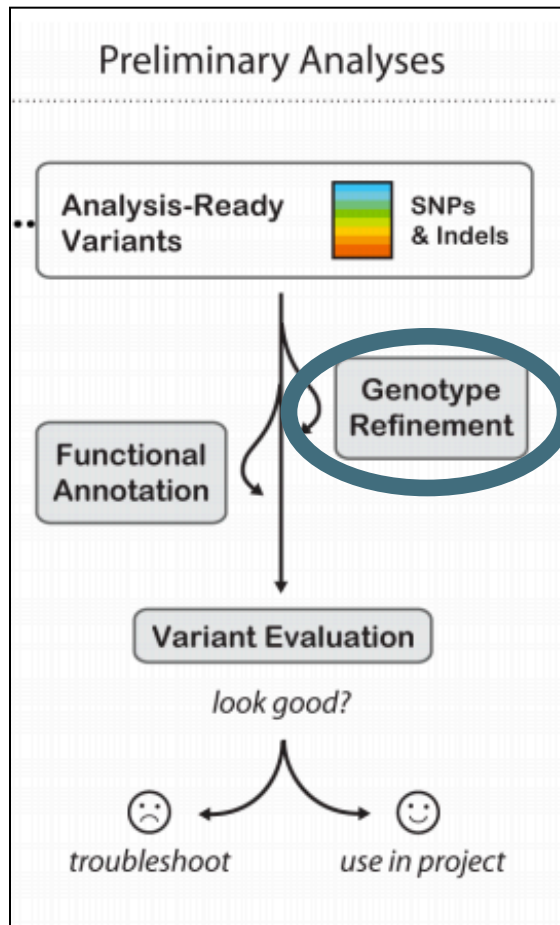 Preliminary Analyses
Analysis-Ready
Variants
SNPs
& Indels
Genotype
Refinement
Functional
Annotation
Variant Evaluation
look good?
troubleshoot
use in project